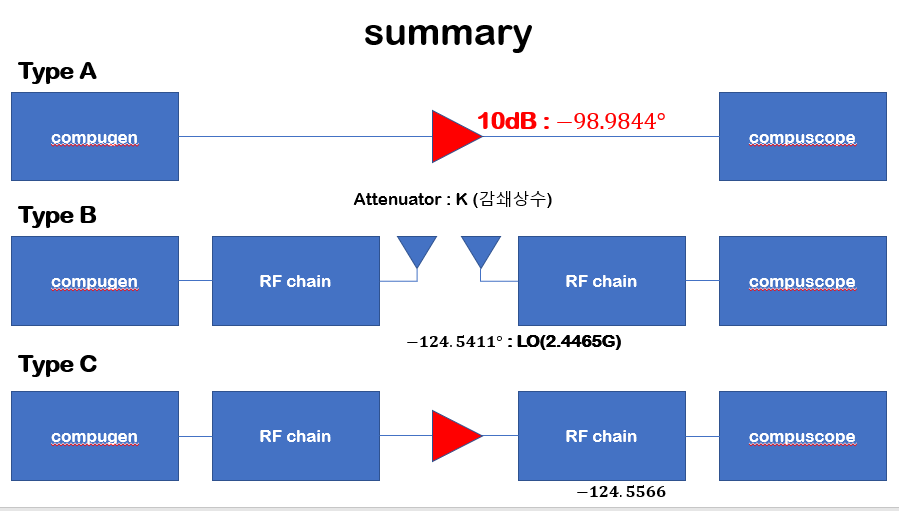 summary
Type A
compugen
10dB : −98.9844°
compuscope
Attenuator : K (감쇄상수)
Type B
compugen
RF chain
RF chain
compuscope
−124.5411° : LO(2.4465G)
Type C
compugen
RF chain
RF chain
compuscope
−124.5566